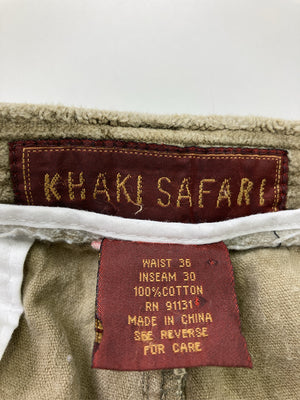 KHAKI SAFARI
WAIST 36
INSEAM 30
100%COTTON
RN 91131
MADE IN CHINA
SEE REVERSE
FOR CARE